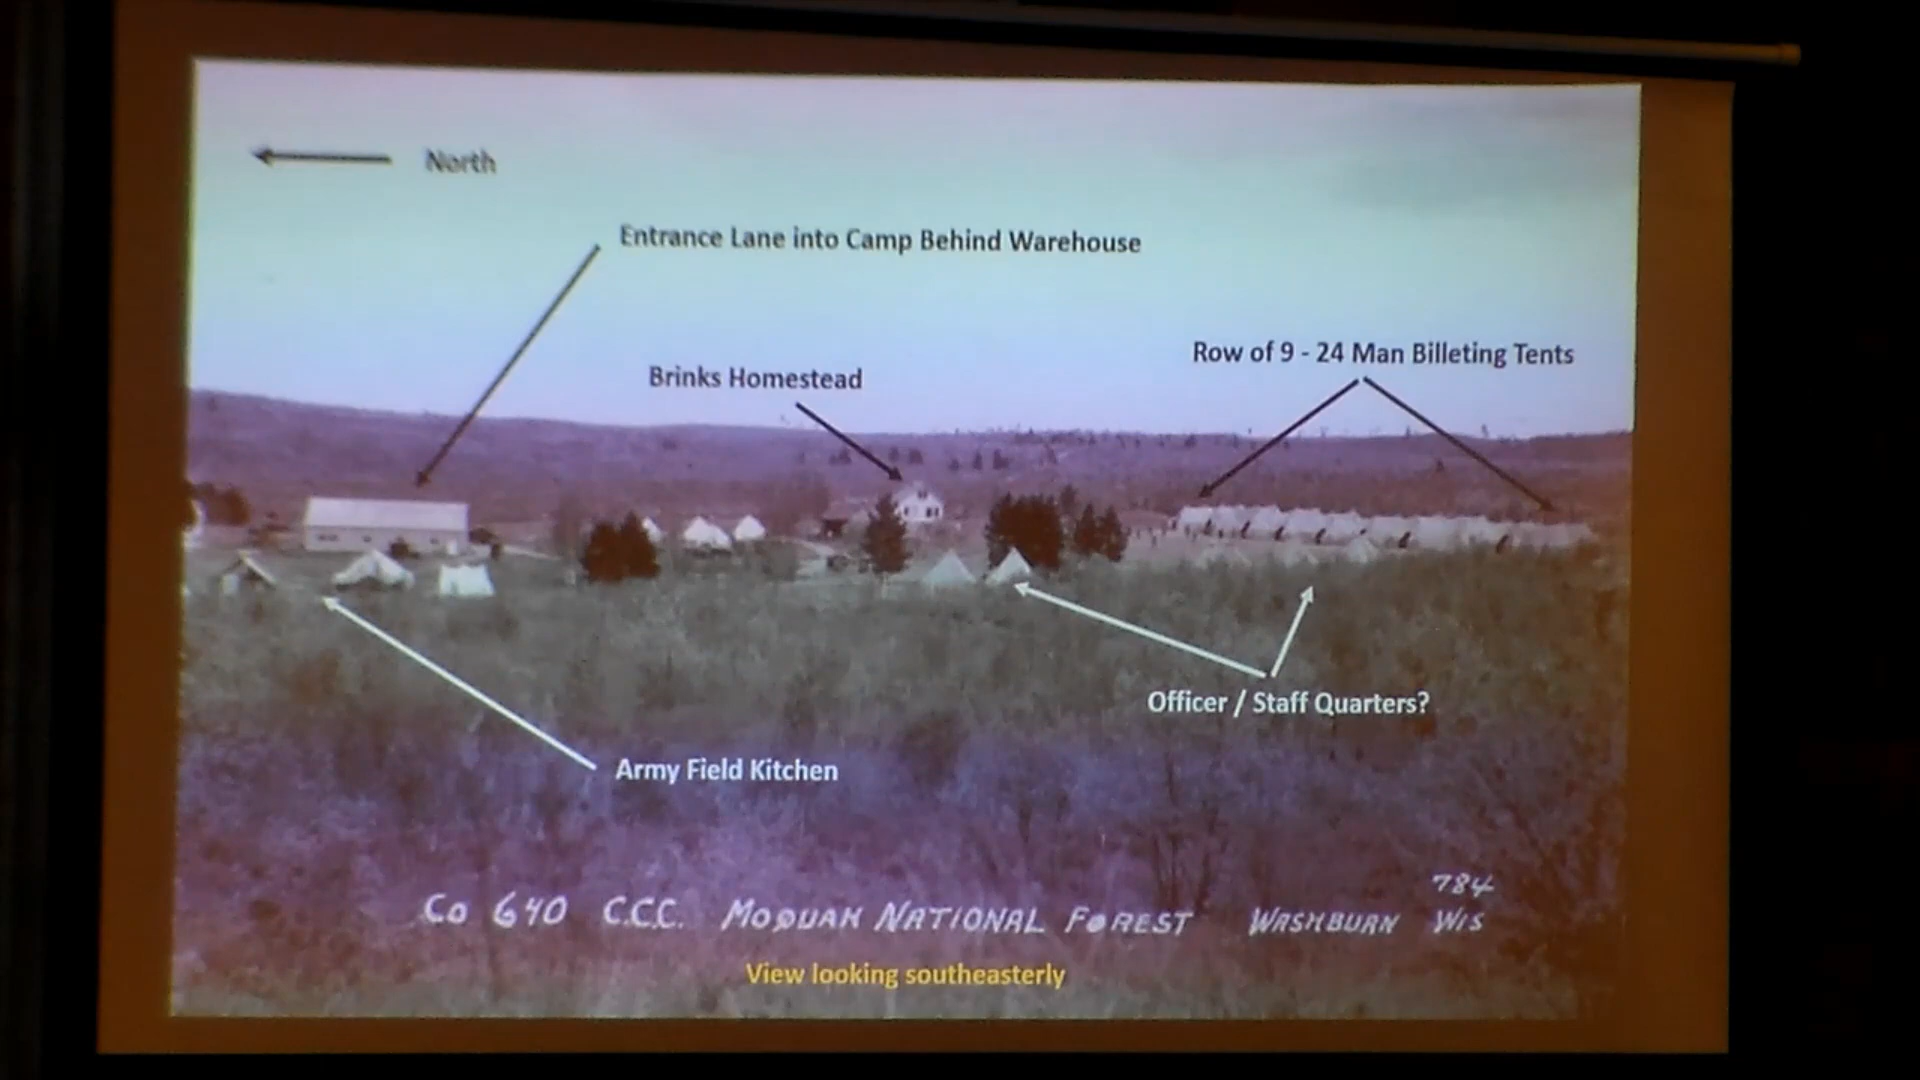 North
Entrance Lane into Camp Behind Warehouse
Row of 9 - 24 Man Billeting Tents
Brinks Homestead
Officer / Staff Quarters?
Army Field Kitchen
784
Co 640 C.C.C. MOQUAH NATIONAL FOREST WASHBURN WIS
View looking southeasterly